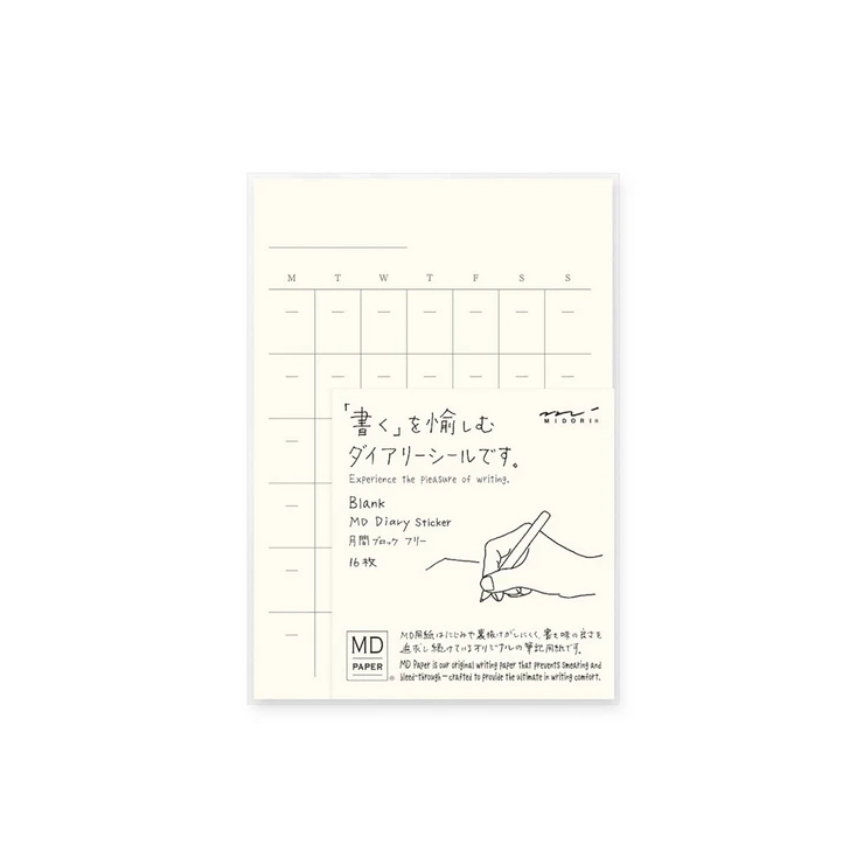 M T W T F S S
「書く」を愉しむ
MIDORI
ダイアリーシールです。
Experience the pleasure of writing.
Blank
MD Diary Sticker
月間ブロック フリー
16枚
MD用紙はにじみや裏抜けがしにくく、書き味の良さを
追求し続けているオリジナルの筆記用紙です。
MD
PAPER
®
MD Paper is our original writing paper that prevents smearing and
bleed-through — crafted to provide the ultimate in writing comfort.